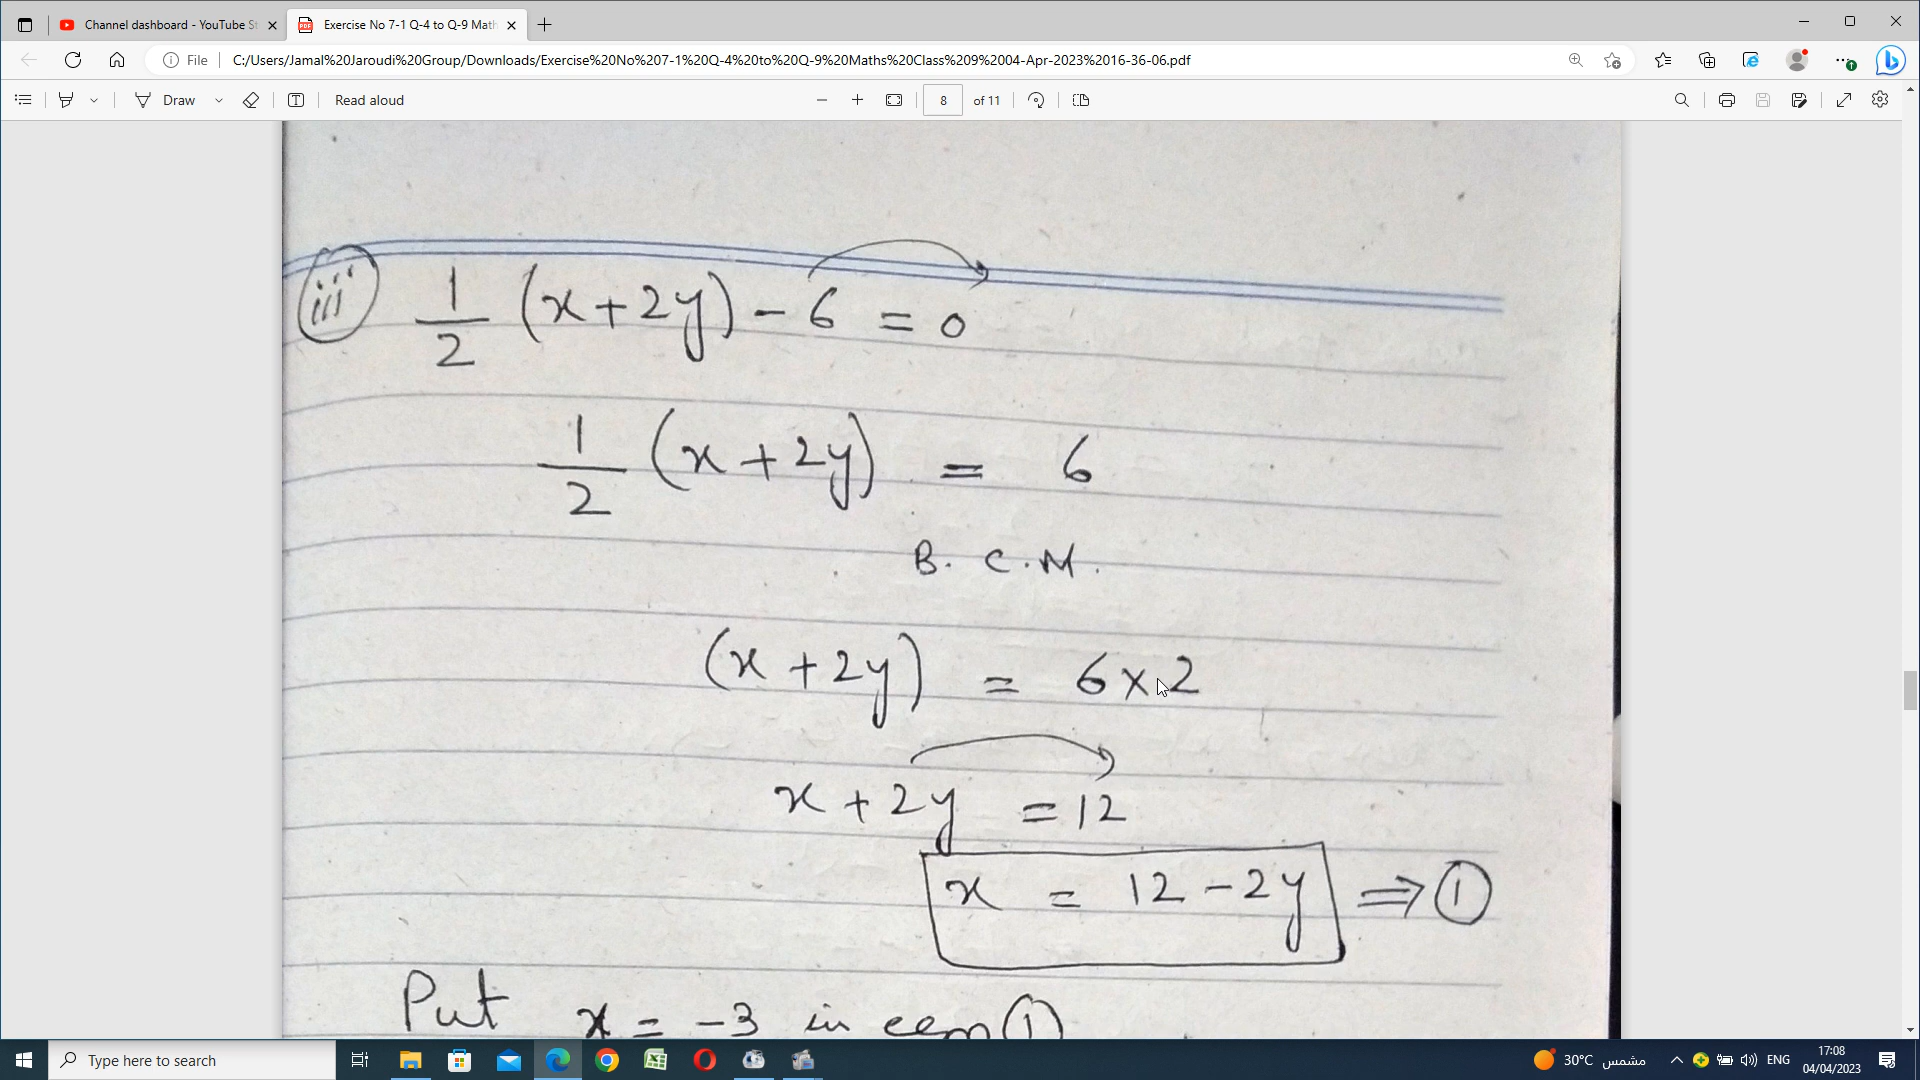 Channel dashboard - YouTube St
Exercise No 7-1 Q-4 to Q-9 Math
File
C:/Users/Jamal%20Jaroudi%20Group/Downloads/Exercise%20No%207-1%20Q-4%20to%20Q-9%20Maths%20Class%209%2004-Apr-2023%2016-36-06.pdf
Draw
Read aloud
8 of 11
iii 1/2 (x+2y) - 6 = 0
1/2 (x+2y) = 6
B. C. M.
(x+2y) = 6x2
x+2y = 12
x = 12 - 2y ⇒ ①
Put x = -3 in eqn ①
Type here to search
30°C مشمس
ENG
17:08
04/04/2023